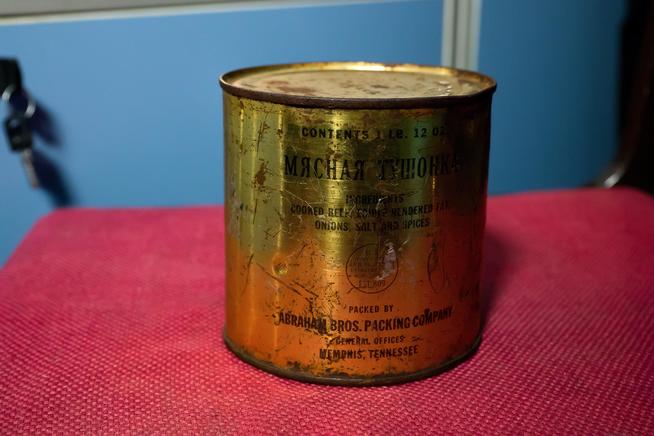 CONTENTS 1 LB. 12 OZ.
МЯСНАЯ ТУШОНКА
INGREDIENTS
COOKED BEEF, RENDERED FAT,
ONIONS, SALT AND SPICES
EST. 
PACKED BY
ABRAHAM BROS. PACKING COMPANY
GENERAL OFFICES
MEMPHIS, TENNESSEE